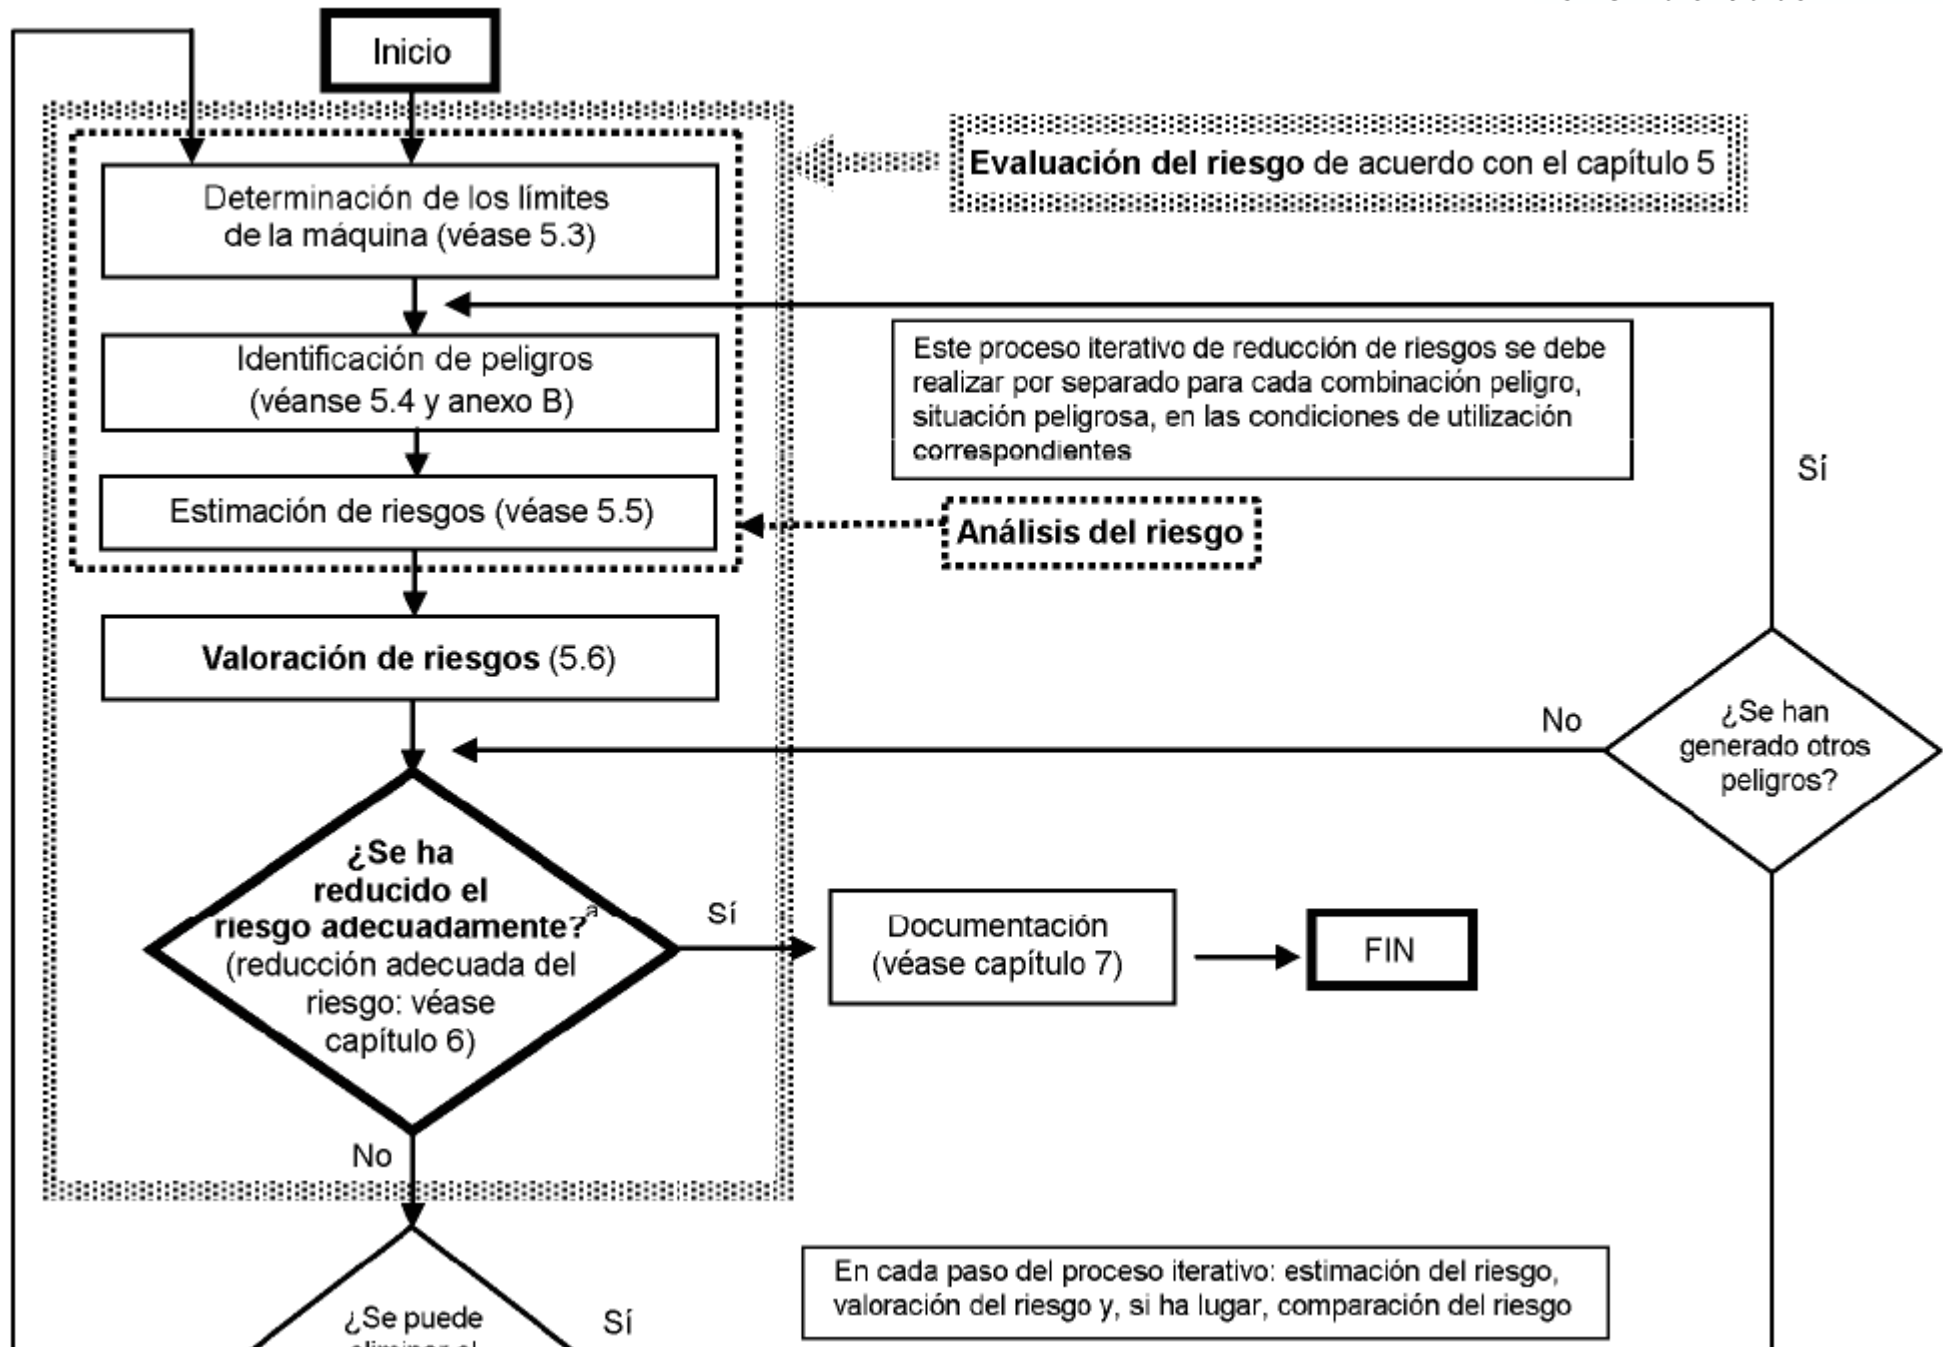 Inicio
Evaluación del riesgo de acuerdo con el capítulo 5
Determinación de los límites
de la máquina (véase 5.3)
Identificación de peligros
(véanse 5.4 y anexo B)
Este proceso iterativo de reducción de riesgos se debe
realizar por separado para cada combinación peligro,
situación peligrosa, en las condiciones de utilización
correspondientes
Sí
Estimación de riesgos (véase 5.5)
Análisis del riesgo
Valoración de riesgos (5.6)
No
¿Se han
generado otros
peligros?
¿Se ha
reducido el
riesgo adecuadamente?ª
(reducción adecuada del
riesgo: véase
capítulo 6)
Sí
Documentación
(véase capítulo 7)
FIN
No
En cada paso del proceso iterativo: estimación del riesgo,
valoración del riesgo y, si ha lugar, comparación del riesgo
¿Se puede
Sí